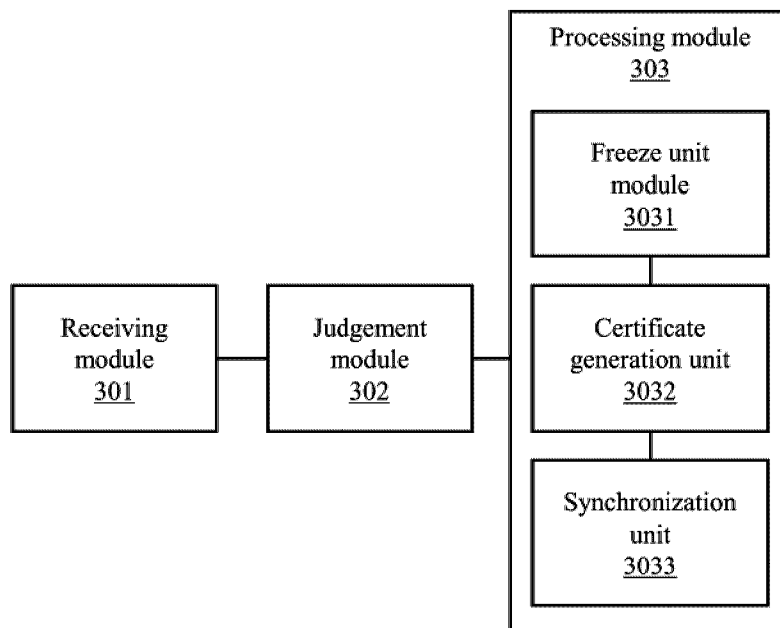 Receiving
module
301
Judgement
module
302
Processing module
303
Freeze unit
module
3031
Certificate
generation unit
3032
Synchronization
unit
3033